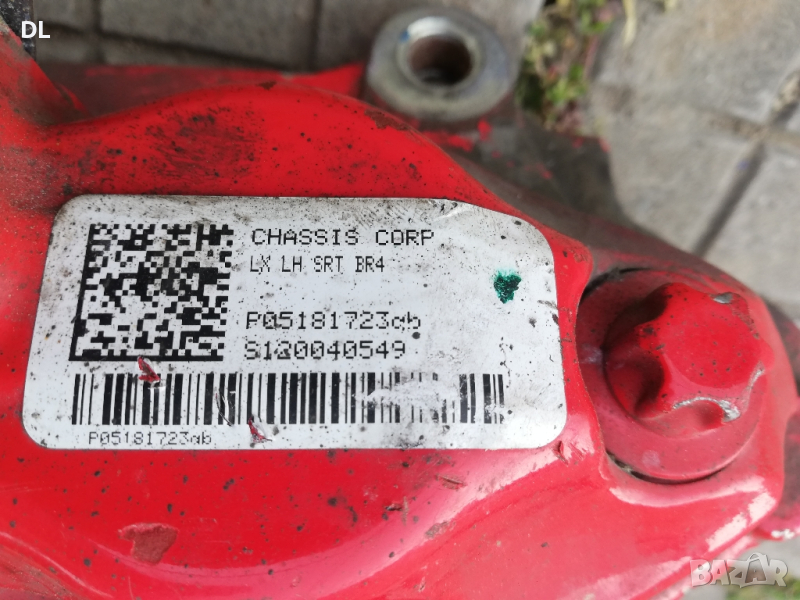 DL
CHASSIS CORP
LX LH SRT BR4
P05181723ab
S120040549
P05181723ab
BAZAR